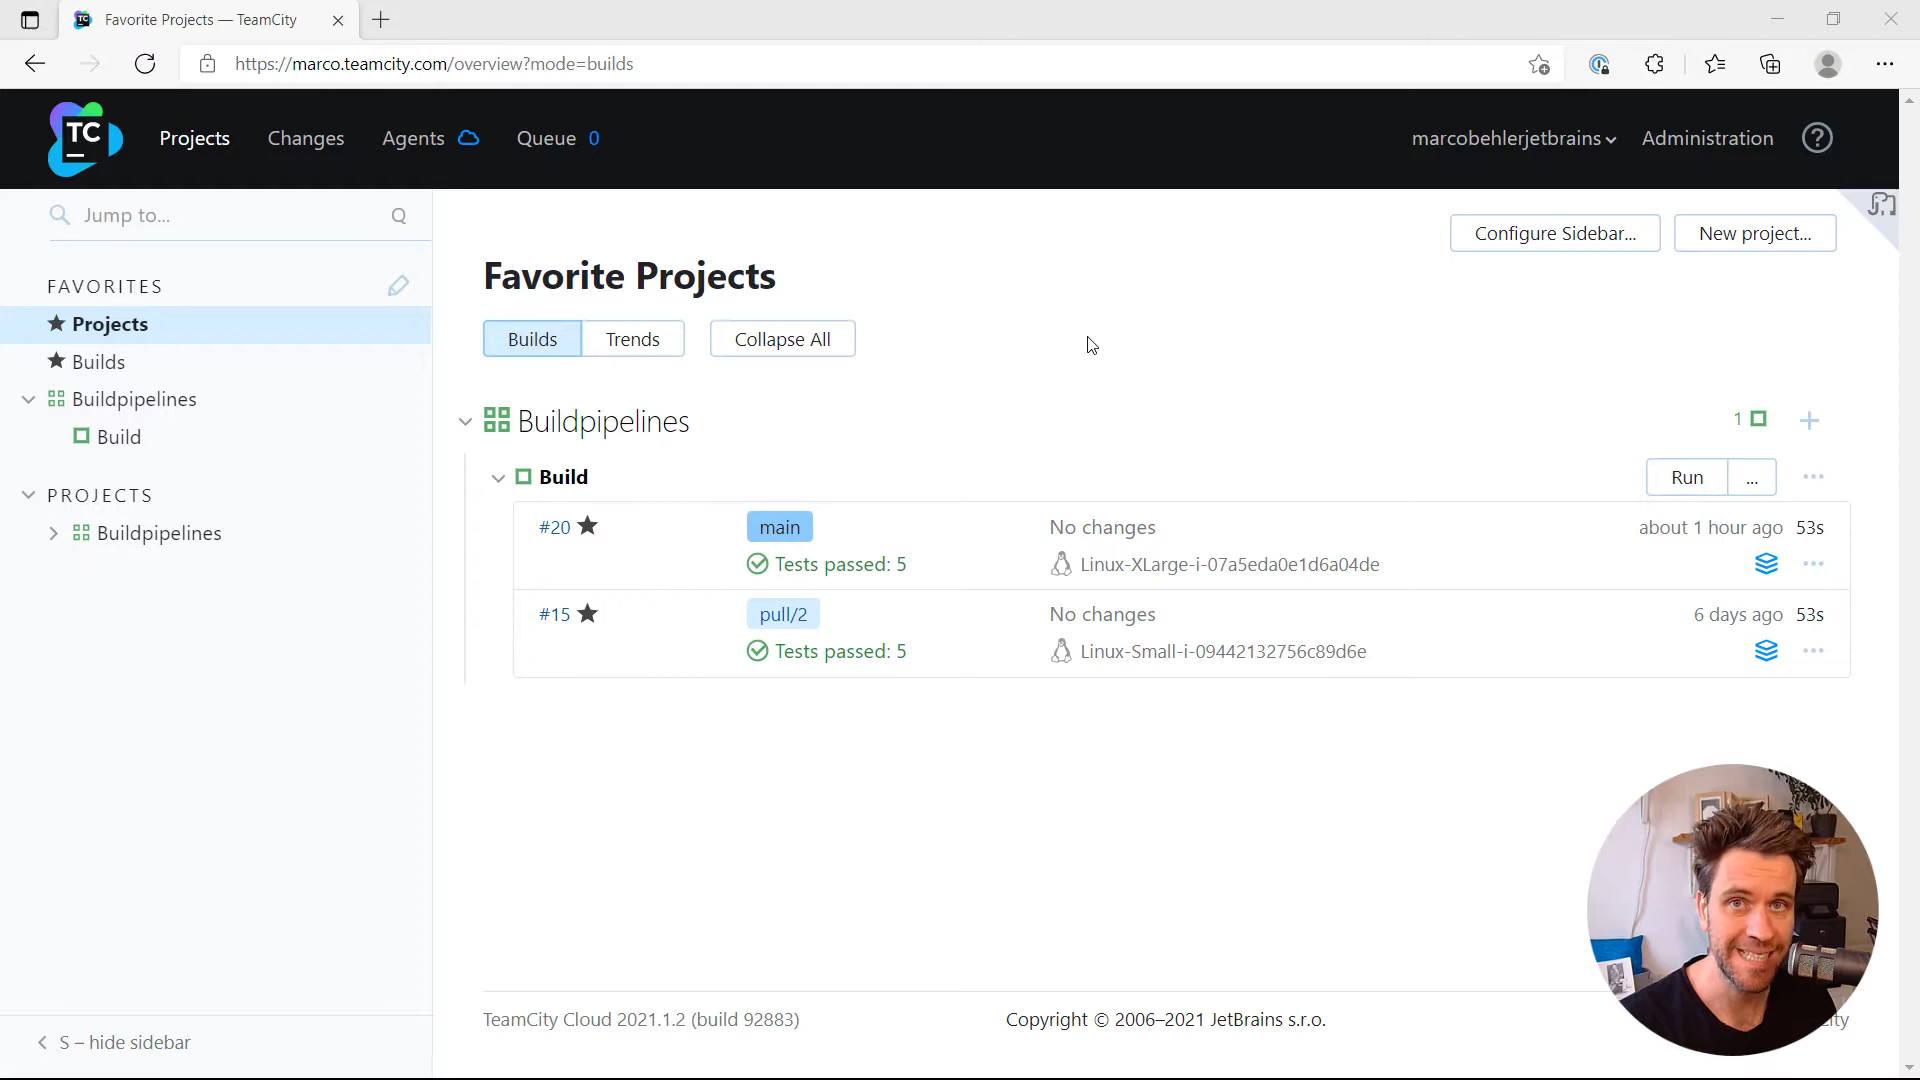 Favorite Projects — TeamCity
https://marco.teamcity.com/overview?mode=builds
TC
Projects
Changes
Agents
Queue 0
marcobehlerjetbrains
Administration
?
Jump to...
Q
Configure Sidebar...
New project...
FAVORITES
Projects
Builds
Buildpipelines
Build
PROJECTS
Buildpipelines
Favorite Projects
Builds
Trends
Collapse All
Buildpipelines
1
Build
Run
...
#20
main
No changes
about 1 hour ago 53s
Tests passed: 5
Linux-XLarge-i-07a5eda0e1d6a04de
#15
pull/2
No changes
6 days ago 53s
Tests passed: 5
Linux-Small-i-09442132756c89d6e
S – hide sidebar
TeamCity Cloud 2021.1.2 (build 92883)
Copyright © 2006–2021 JetBrains s.r.o.